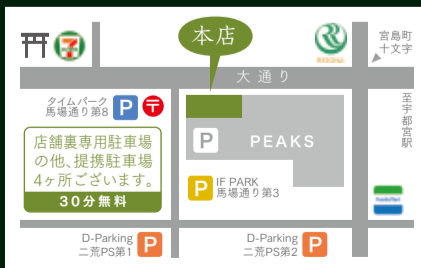 本店
宮島町
十文字
大通り
タイムパーク
馬場通り第8
P
至宇都宮駅
P
PEAKS
店舗裏専用駐車場
の他、提携駐車場
4ヶ所ございます。
30分無料
P
IF PARK
馬場通り第3
FamilyMart
D-Parking
二荒PS第1
P
D-Parking
二荒PS第2
P